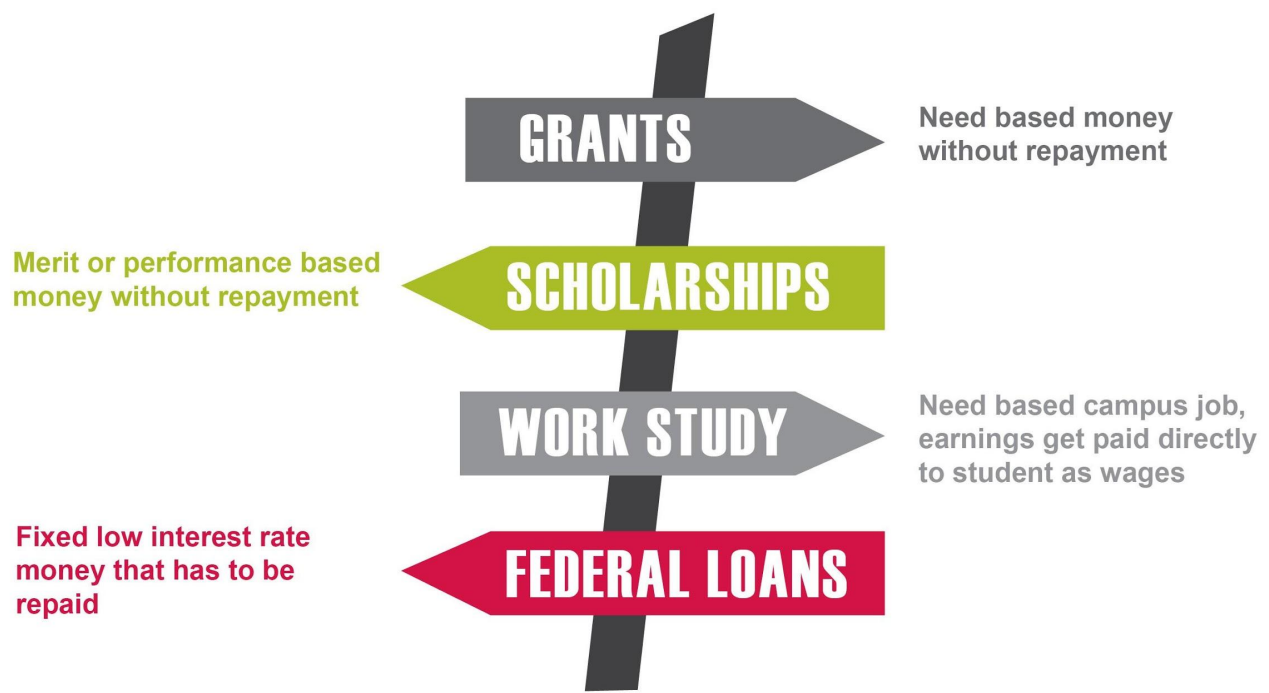 GRANTS
Need based money
without repayment
Merit or performance based
money without repayment
SCHOLARSHIPS
WORK STUDY
Need based campus job,
earnings get paid directly
to student as wages
Fixed low interest rate
money that has to be
repaid
FEDERAL LOANS